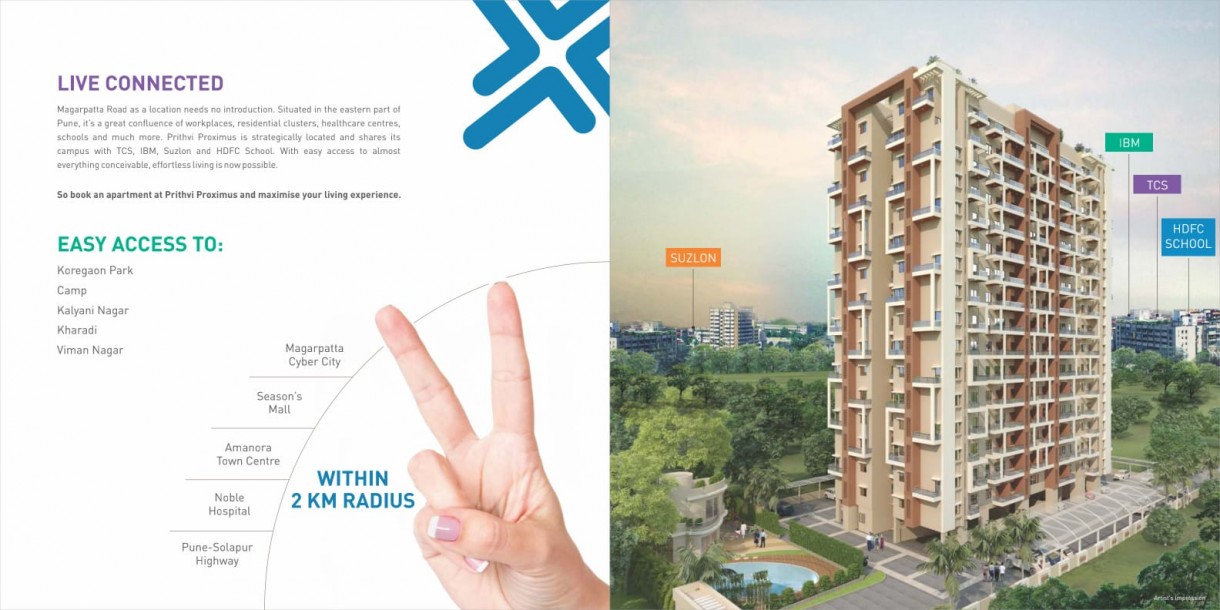 LIVE CONNECTED
Magarpatta Road as a location needs no introduction. Situated in the eastern part of
Pune, it's a great confluence of workplaces, residential clusters, healthcare centres,
schools and much more. Prithvi Proximus is strategically located and shares its
campus with TCS, IBM, Suzlon and HDFC School. With easy access to almost
everything conceivable, effortless living is now possible.
So book an apartment at Prithvi Proximus and maximise your living experience.
EASY ACCESS TO:
Koregaon Park
Camp
Kalyani Nagar
Kharadi
Viman Nagar
Magarpatta
Cyber City
Season's
Mall
Amanora
Town Centre
Noble
Hospital
Pune-Solapur
Highway
WITHIN
2 KM RADIUS
SUZLON
IBM
TCS
HDFC
SCHOOL
Artist's Impression